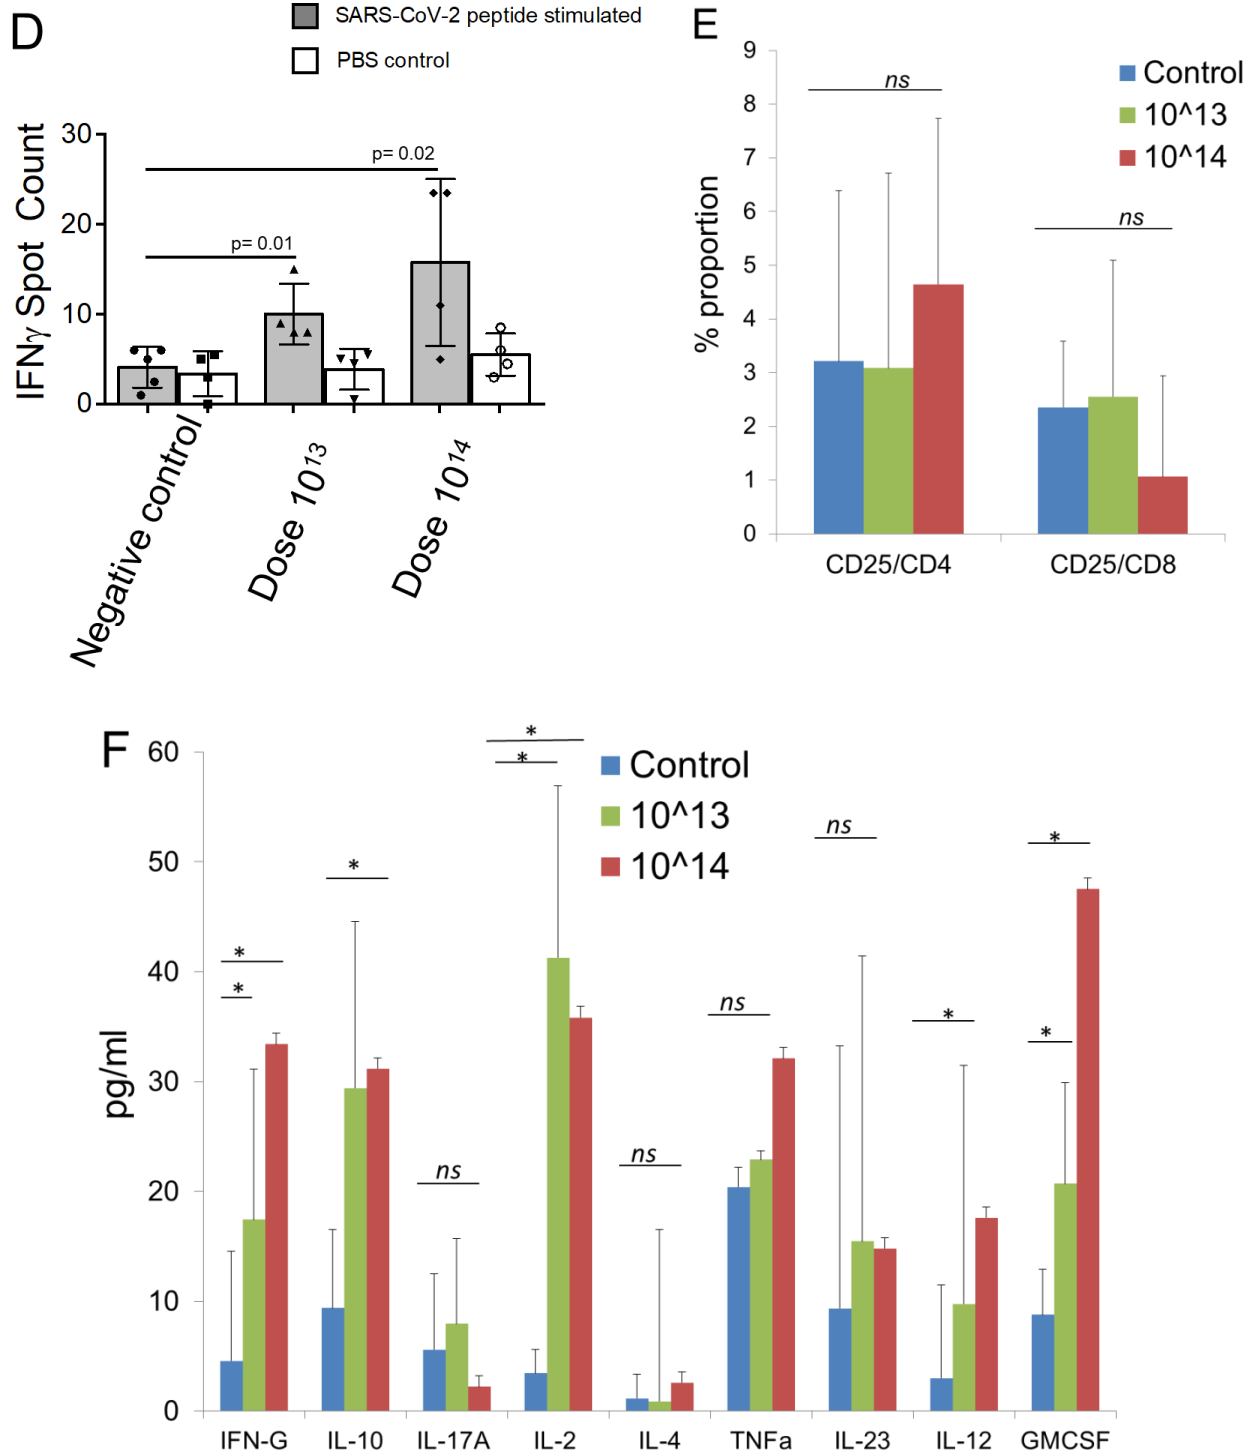 D
SARS-CoV-2 peptide stimulated
PBS control
IFNγ Spot Count
30
20
10
0
p= 0.01
p= 0.02
Negative control
Dose 10^13
Dose 10^14
E
% proportion
9
8
7
6
5
4
3
2
1
0
ns
ns
Control
10^13
10^14
CD25/CD4
CD25/CD8
F
pg/ml
60
50
40
30
20
10
0
Control
10^13
10^14
*
*
*
ns
*
*
ns
ns
ns
*
*
*
IFN-G
IL-10
IL-17A
IL-2
IL-4
TNFa
IL-23
IL-12
GMCSF